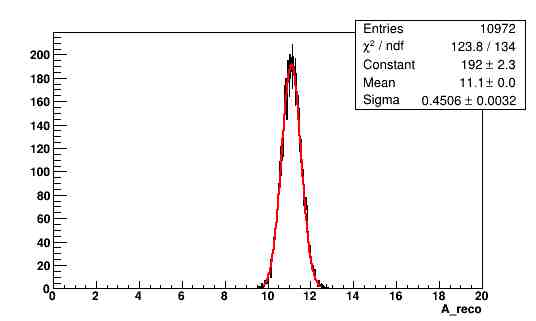 Entries 10972
χ² / ndf 123.8 / 134
Constant 192 ± 2.3
Mean 11.1 ± 0.0
Sigma 0.4506 ± 0.0032
200
180
160
140
120
100
80
60
40
20
0
0 2 4 6 8 10 12 14 16 18 20
A_reco